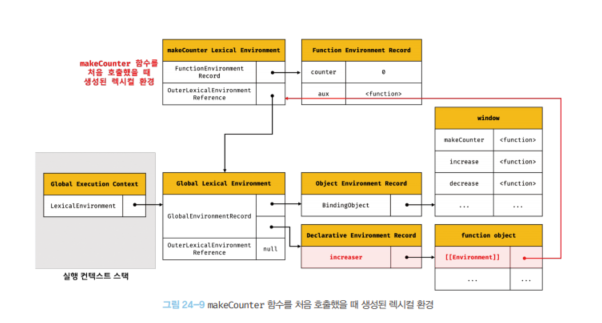 makeCounter Lexical Environment
Function Environment Record
makeCounter 함수를
처음 호출했을 때
생성된 렉시컬 환경
FunctionEnvironment
Record
counter
0
OuterLexicalEnvironment
Reference
aux
<function>
window
makeCounter
<function>
increase
<function>
decrease
<function>
...
...
Global Execution Context
LexicalEnvironment
실행 컨텍스트 스택
Global Lexical Environment
GlobalEnvironmentRecord
OuterLexicalEnvironment
Reference
null
Object Environment Record
BindingObject
Declarative Environment Record
increaser
function object
[[Environment]]
...
...
그림 24-9 makeCounter 함수를 처음 호출했을 때 생성된 렉시컬 환경